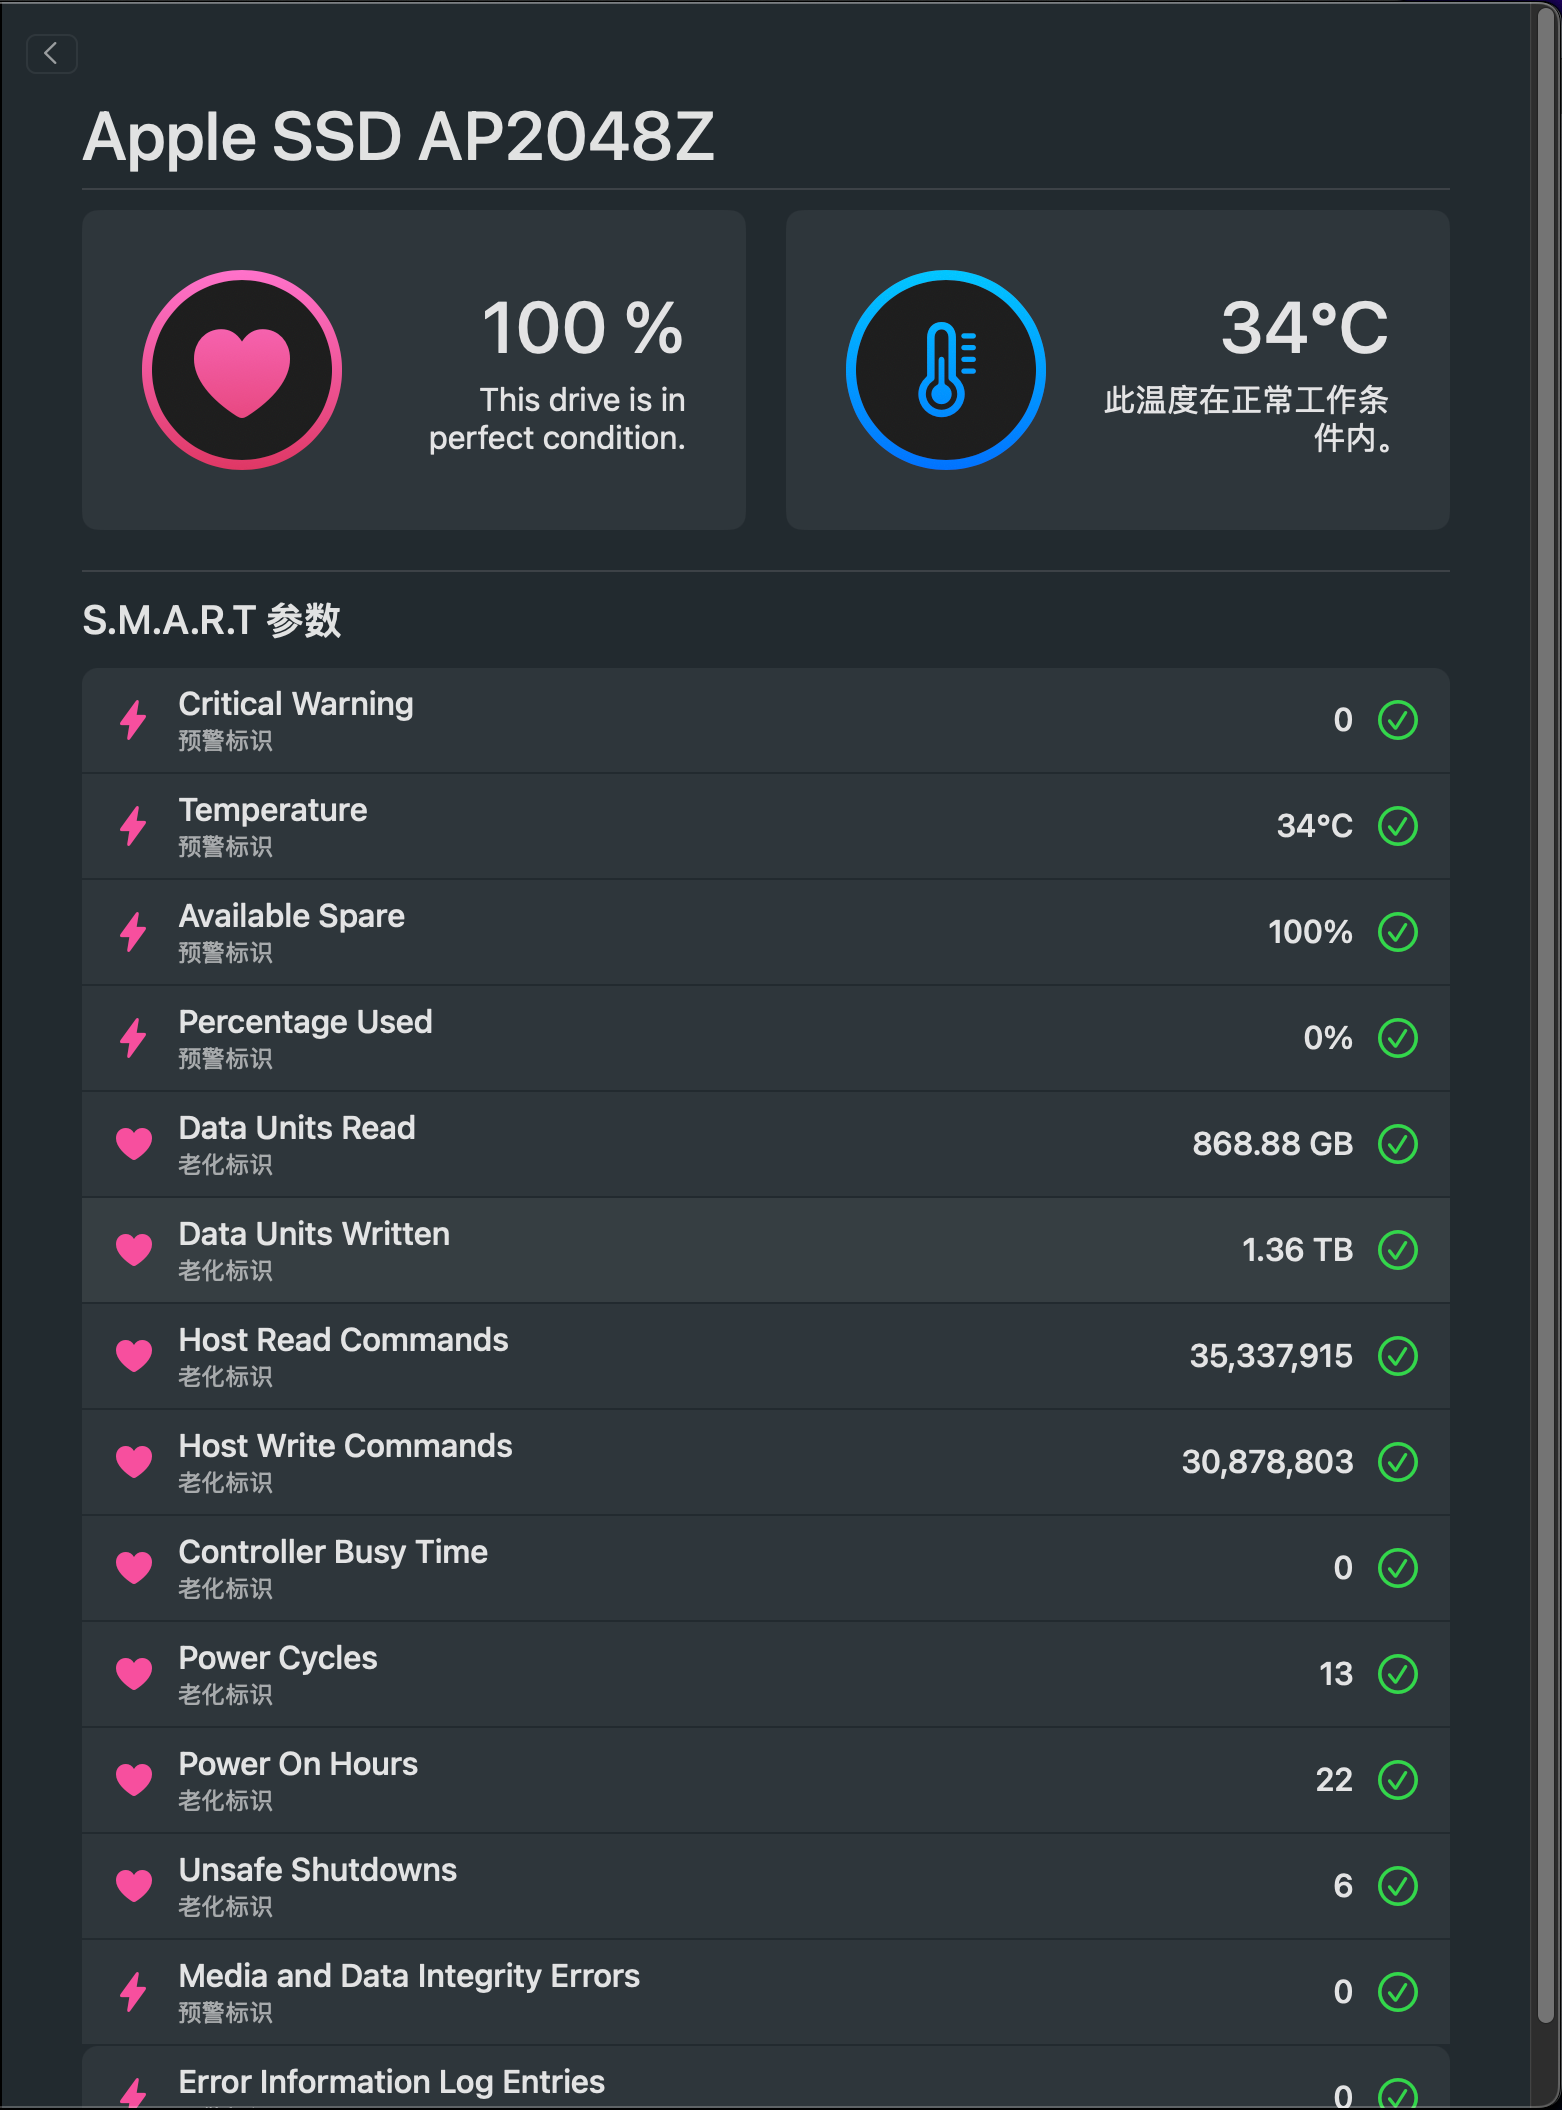 Apple SSD AP2048Z
100 %
This drive is in
perfect condition.
34°C
此温度在正常工作条
件内。
S.M.A.R.T 参数
Critical Warning
预警标识
0
Temperature
预警标识
34°C
Available Spare
预警标识
100%
Percentage Used
预警标识
0%
Data Units Read
老化标识
868.88 GB
Data Units Written
老化标识
1.36 TB
Host Read Commands
老化标识
35,337,915
Host Write Commands
老化标识
30,878,803
Controller Busy Time
老化标识
0
Power Cycles
老化标识
13
Power On Hours
老化标识
22
Unsafe Shutdowns
老化标识
6
Media and Data Integrity Errors
预警标识
0
Error Information Log Entries
0